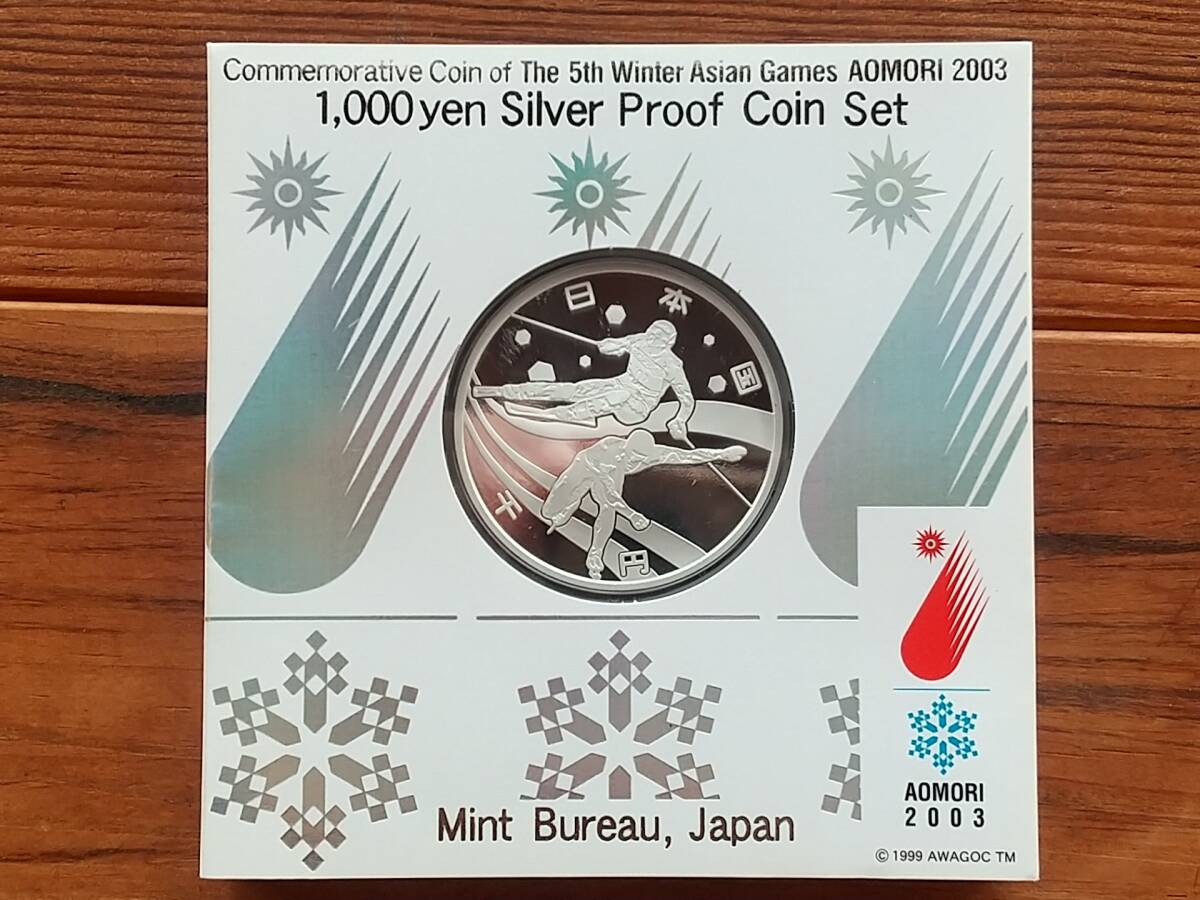 Commemorative Coin of The 5th Winter Asian Games AOMORI 2003
1,000 yen Silver Proof Coin Set
日本国
千円
AOMORI
2003
Mint Bureau, Japan
© 1999 AWAGOC TM